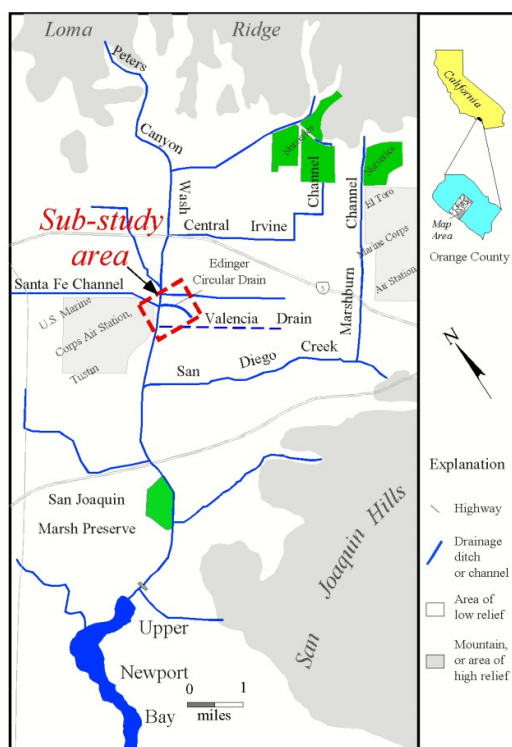 Loma Ridge
Peters
Canyon
Wash
Nurseries
Channel
Nurseries
Central Irvine
El Toro
Marine Corps
Air Station
Channel
Marshburn
Sub-study
area
Edinger
Circular Drain
5
Santa Fe Channel
U.S Marine
Corps Air Station,
Tustin
Valencia Drain
San Diego Creek
San Joaquin
Marsh Preserve
San Joaquin Hills
Upper
Newport
Bay
0 1
miles
California
Map
Area
Orange County
N
Explanation
Highway
Drainage
ditch
or channel
Area of
low relief
Mountain,
or area of
high relief